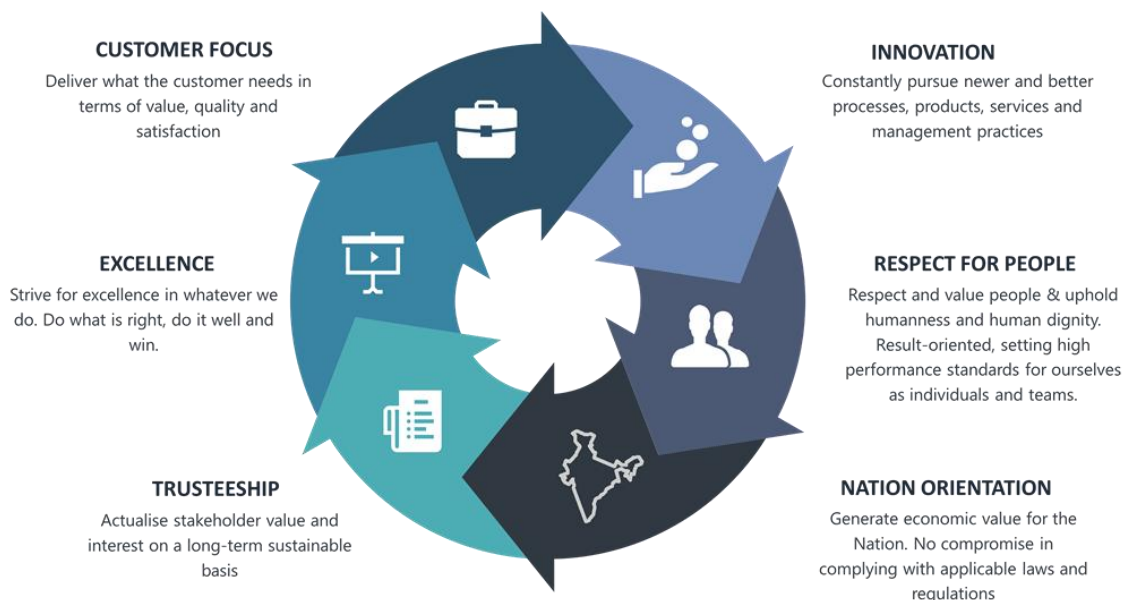 CUSTOMER FOCUS
Deliver what the customer needs in
terms of value, quality and
satisfaction
INNOVATION
Constantly pursue newer and better
processes, products, services and
management practices
EXCELLENCE
Strive for excellence in whatever we
do. Do what is right, do it well and
win.
RESPECT FOR PEOPLE
Respect and value people & uphold
humanness and human dignity.
Result-oriented, setting high
performance standards for ourselves
as individuals and teams.
TRUSTEESHIP
Actualise stakeholder value and
interest on a long-term sustainable
basis
NATION ORIENTATION
Generate economic value for the
Nation. No compromise in
complying with applicable laws and
regulations